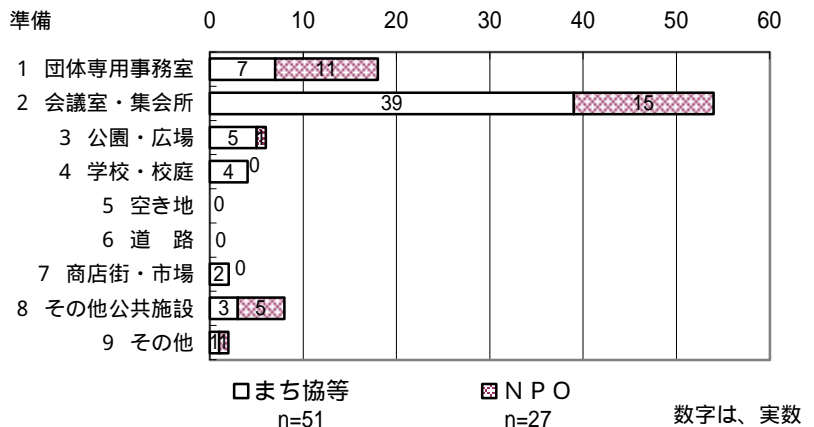 準備 0 10 20 30 40 50 60
1 団体専用事務室 7 11
2 会議室・集会所 39 15
3 公園・広場 5 1
4 学校・校庭 4 0
5 空き地 0
6 道　路 0
7 商店街・市場 2 0
8 その他公共施設 3 5
9 その他 1 1
まち協等 ＮＰＯ
n=51 n=27 数字は、実数